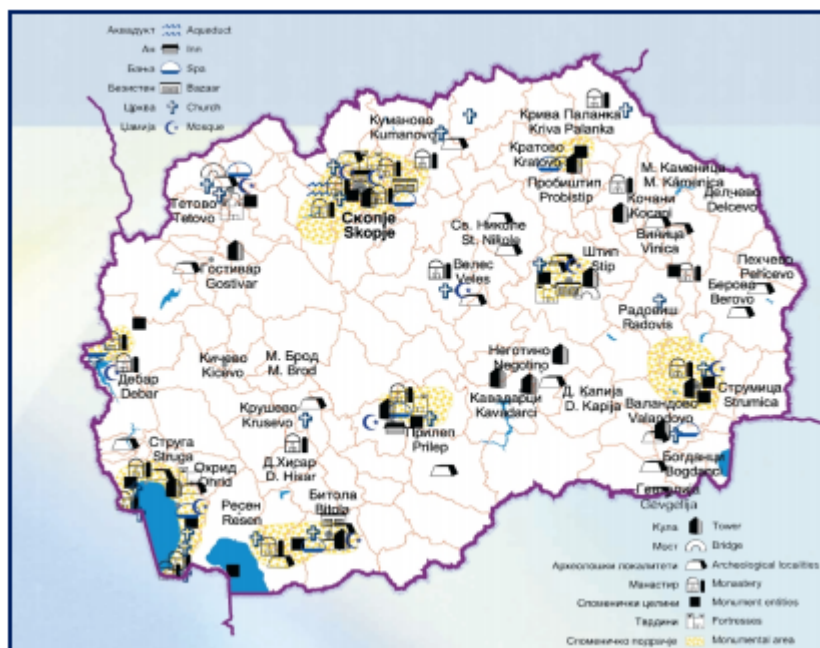 Аквадукт Aqueduct
Ан Inn
Бања Spa
Безистен Bazaar
Црква Church
Џамија Mosque
Куманово
Kumanovo
Крива Паланка
Kriva Palanka
Кратово
Kratovo
Пробиштип
Probistip
М. Каменица
M. Kamenica
Делчево
Delcevo
Кочани
Kocani
Тетово
Tetovo
Скопје
Skopje
Св. Николе
St. Nikole
Виница
Vinica
Гостивар
Gostivar
Велес
Veles
Штип
Stip
Пехчево
Pehcevo
Берово
Berovo
Радовиш
Radovis
Дебар
Debar
Кичево
Kicevo
М. Брод
M. Brod
Неготино
Negotino
Кавадарци
Kavadarci
Д. Капија
D. Kapija
Струмица
Strumica
Валандово
Valandovo
Крушево
Krusevo
Прилеп
Prilep
Струга
Struga
Охрид
Ohrid
D. Hisar
Ресен
Resen
Битола
Bitola
Богданци
Bogdanci
Гевгелија
Gevgelija
Кула Tower
Мост Bridge
Археолошки локалитети Archeological localities
Манастир Monastery
Споменички целини Monument entities
Тврдини Fortresses
Споменичко подрачје Monumental area